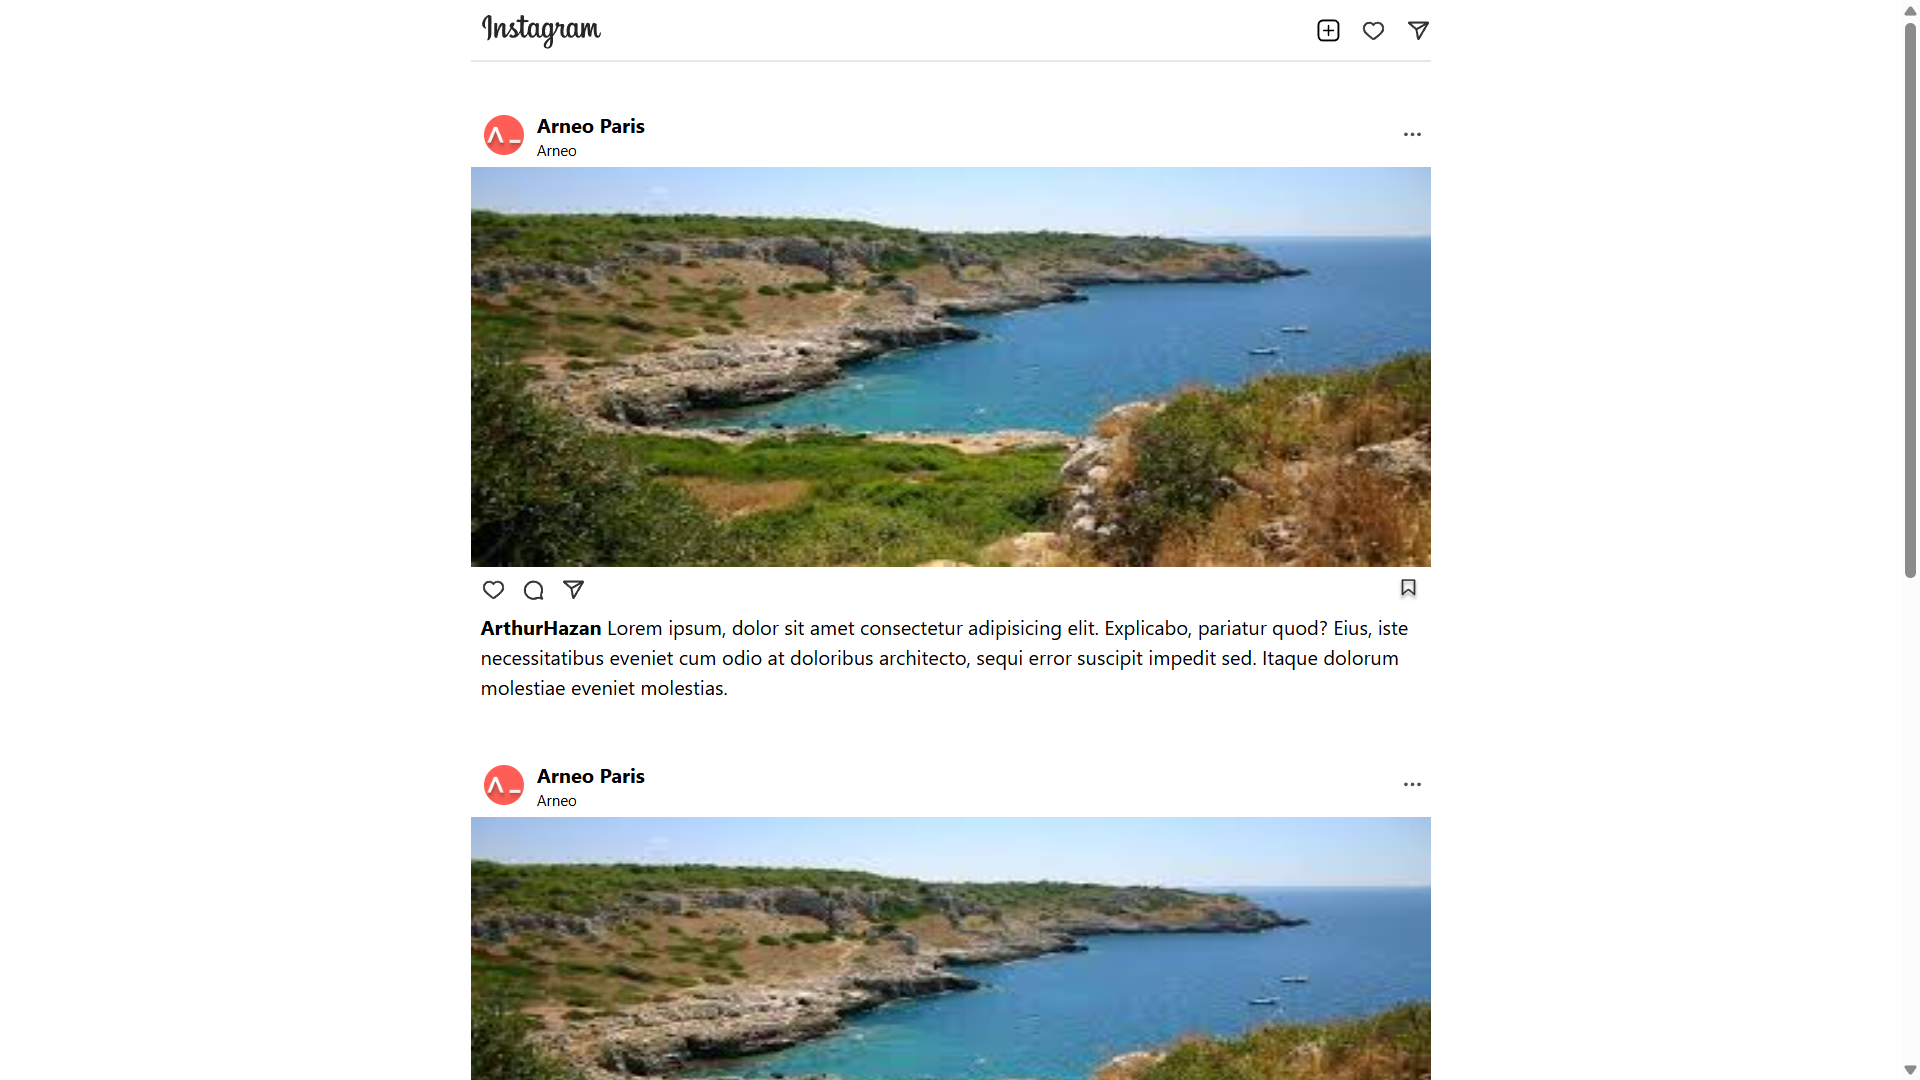 Instagram
Arneo Paris
Arneo
ArthurHazan Lorem ipsum, dolor sit amet consectetur adipisicing elit. Explicabo, pariatur quod? Eius, iste
necessitatibus eveniet cum odio at doloribus architecto, sequi error suscipit impedit sed. Itaque dolorum
molestiae eveniet molestias.
Arneo Paris
Arneo